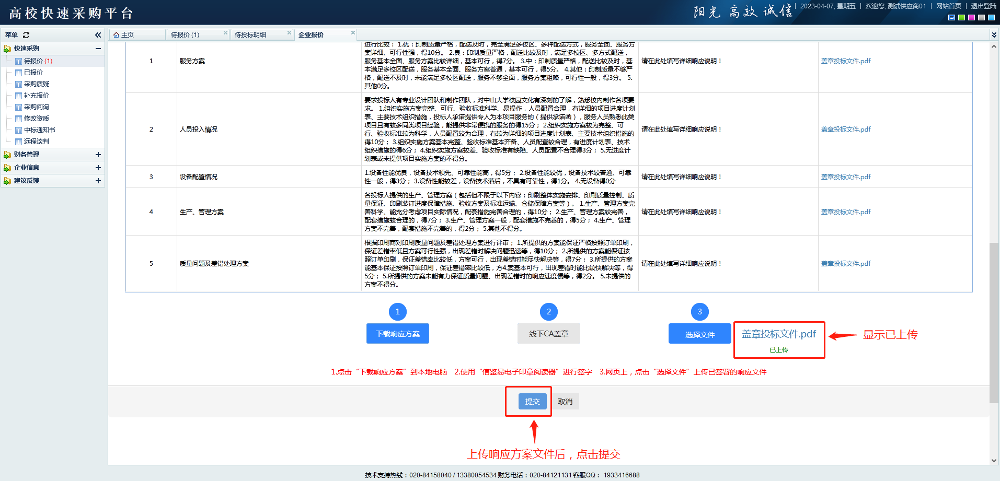 高校快速采购平台
阳光 高效 诚信
2023-04-07, 星期五 | 欢迎您, 测试供应商01 | 网站首页 | 退出登陆
菜单
主页
待报价 (1)
待投标明细
企业报价
快速采购
待报价 (1)
已报价
采购质疑
补充报价
采购问询
修改资质
中标通知书
远程谈判
财务管理
企业信息
建议反馈
1
服务方案
进行比较： 1.优：印制质量严格，配送及时，完全满足多校区、多种配送方式，服务全面、服务方
案详细、可行性强，得10分。 2.良：印制质量严格，配送比较及时，满足多校区、多方式配送，
服务基本全面、服务方案比较详细，基本可行，得7分。 3.中：印制质量严格，配送比较及时，基
本满足多校区配送，服务基本全面、服务方案普通，基本可行，得5分。 4.其他：印制质量不够严
格，配送不及时，未能满足多校区配送，服务不够全面，服务方案粗略，可行性一般，得3分。 5.
其他0分。
请在此处填写详细响应说明！
盖章投标文件.pdf
2
人员投入情况
要求投标人有专业设计团队和制作团队，对中山大学校园文化有深刻的了解，熟悉校内制作各项要
求。 1.组织实施方案完整、可行、验收标准科学、易操作，人员配置合理，有详细的项目进度计划
表、主要技术组织措施，投标人承诺提供专人为本项目服务的（提供承诺函），服务人员熟悉此类
项目且有较多同类项目经验，能提供非常便携的服务的得15分； 2.组织实施方案较为完整、可
行、验收标准较为科学，人员配置较为合理，有较为详细的项目进度计划表、主要技术组织措施的
得10分； 3.组织实施方案基本完整、验收标准基本齐备、人员配置较合理，有进度计划表、技术
组织措施的得6分； 4.组织实施方案较差、验收标准有缺陷、人员配置不合理得3分； 5.无进度计
划表或未提供项目实施方案的不得分。
请在此处填写详细响应说明！
盖章投标文件.pdf
3
设备配置情况
1.设备性能优良，设备技术领先、可靠性能高，得5分； 2.设备性能较优，设备技术较普通、可靠
性一般，得3分； 3.设备性能较差，设备技术落后，不具有可靠性，得1分。 4.无设备得0分
请在此处填写详细响应说明！
盖章投标文件.pdf
4
生产、管理方案
各投标人提供的生产、管理方案（包括但不限于以下内容：印刷整体实施安排、印刷质量控制、质
量保证、印刷装订进度保障措施、验收方案及标准运输、仓储保障方案等）。 1.生产、管理方案完
善科学、能充分考虑项目实际情况，配套措施完善合理的，得10分； 2.生产、管理方案较完善，
配套措施较合理的，得7分； 3.生产、管理方案一般，配套措施不完善的，得5分； 4.生产、管理
方案不完善，配套措施不完善的，得2分； 5.其他不得分。
请在此处填写详细响应说明！
盖章投标文件.pdf
5
质量问题及差错处理方案
根据印刷商对印刷质量问题及差错处理方案进行评审； 1.所提供的方案能保证严格按照订单印刷，
保证差错率低且方案可行性强，出现差错时解决问题迅速等，得10分； 2.所提供的方案能保证按
照订单印刷，保证差错率比较低，方案可行，出现差错时能尽快解决等，得7分； 3.所提供的方案
能基本保证按照订单印刷，保证差错率比较低，方4.案基本可行，出现差错时能比较快解决等，得
5分； 5.所提供的方案未能有力保证质量问题、出现差错时的响应速度慢等，得2分。 5.未提供的
方案不得分。
请在此处填写详细响应说明！
盖章投标文件.pdf
1
下载响应方案
2
线下CA盖章
3
选择文件
盖章投标文件.pdf
已上传
显示已上传
1.点击“下载响应方案”到本地电脑 2.使用“信鉴易电子印章阅读器”进行签字 3.网页上，点击“选择文件”上传已签署的响应文件
提交
取消
上传响应方案文件后，点击提交
技术支持热线：020-84158040 / 13380054534 财务电话：020-84121131 客服QQ： 1933416688